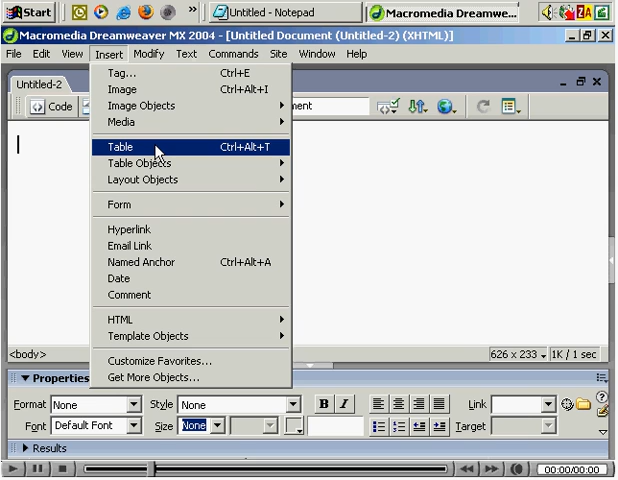 Start
»
Untitled - Notepad
Macromedia Dreamwe...
Macromedia Dreamweaver MX 2004 - [Untitled Document (Untitled-2) (XHTML)]
File Edit View Insert Modify Text Commands Site Window Help
Untitled-2
Code
ment
Tag... Ctrl+E
Image Ctrl+Alt+I
Image Objects
Media
Table Ctrl+Alt+T
Table Objects
Layout Objects
Form
Hyperlink
Email Link
Named Anchor Ctrl+Alt+A
Date
Comment
HTML
Template Objects
Customize Favorites...
Get More Objects...
<body>
626 x 233 1K / 1 sec
Properties
Format None Style None B I Link
Font Default Font Size None Target
Results
00:00/00:00